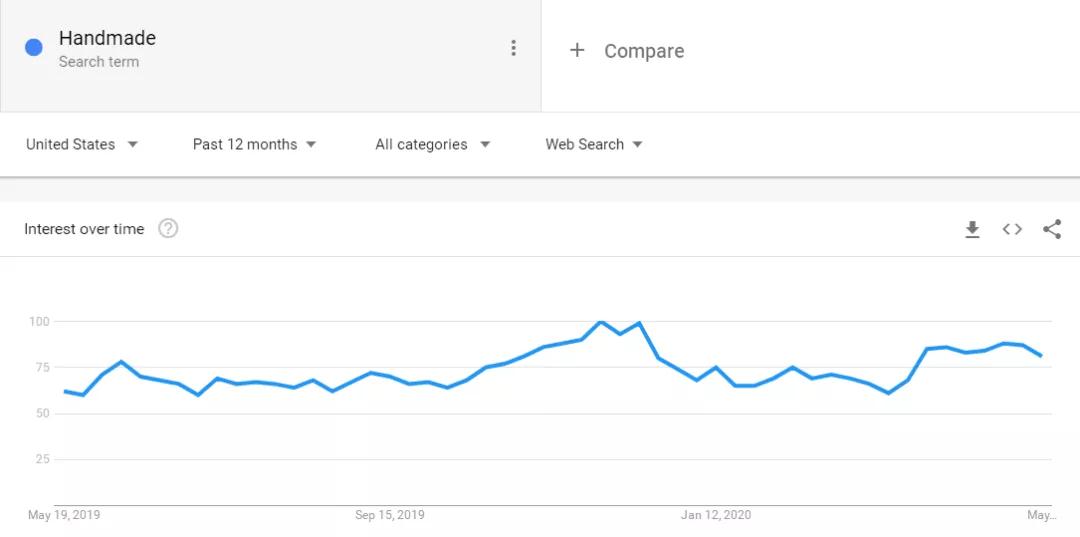 Handmade
Search term
+ Compare
United States
Past 12 months
All categories
Web Search
Interest over time ?
100
75
50
25
May 19, 2019
Sep 15, 2019
Jan 12, 2020
May...